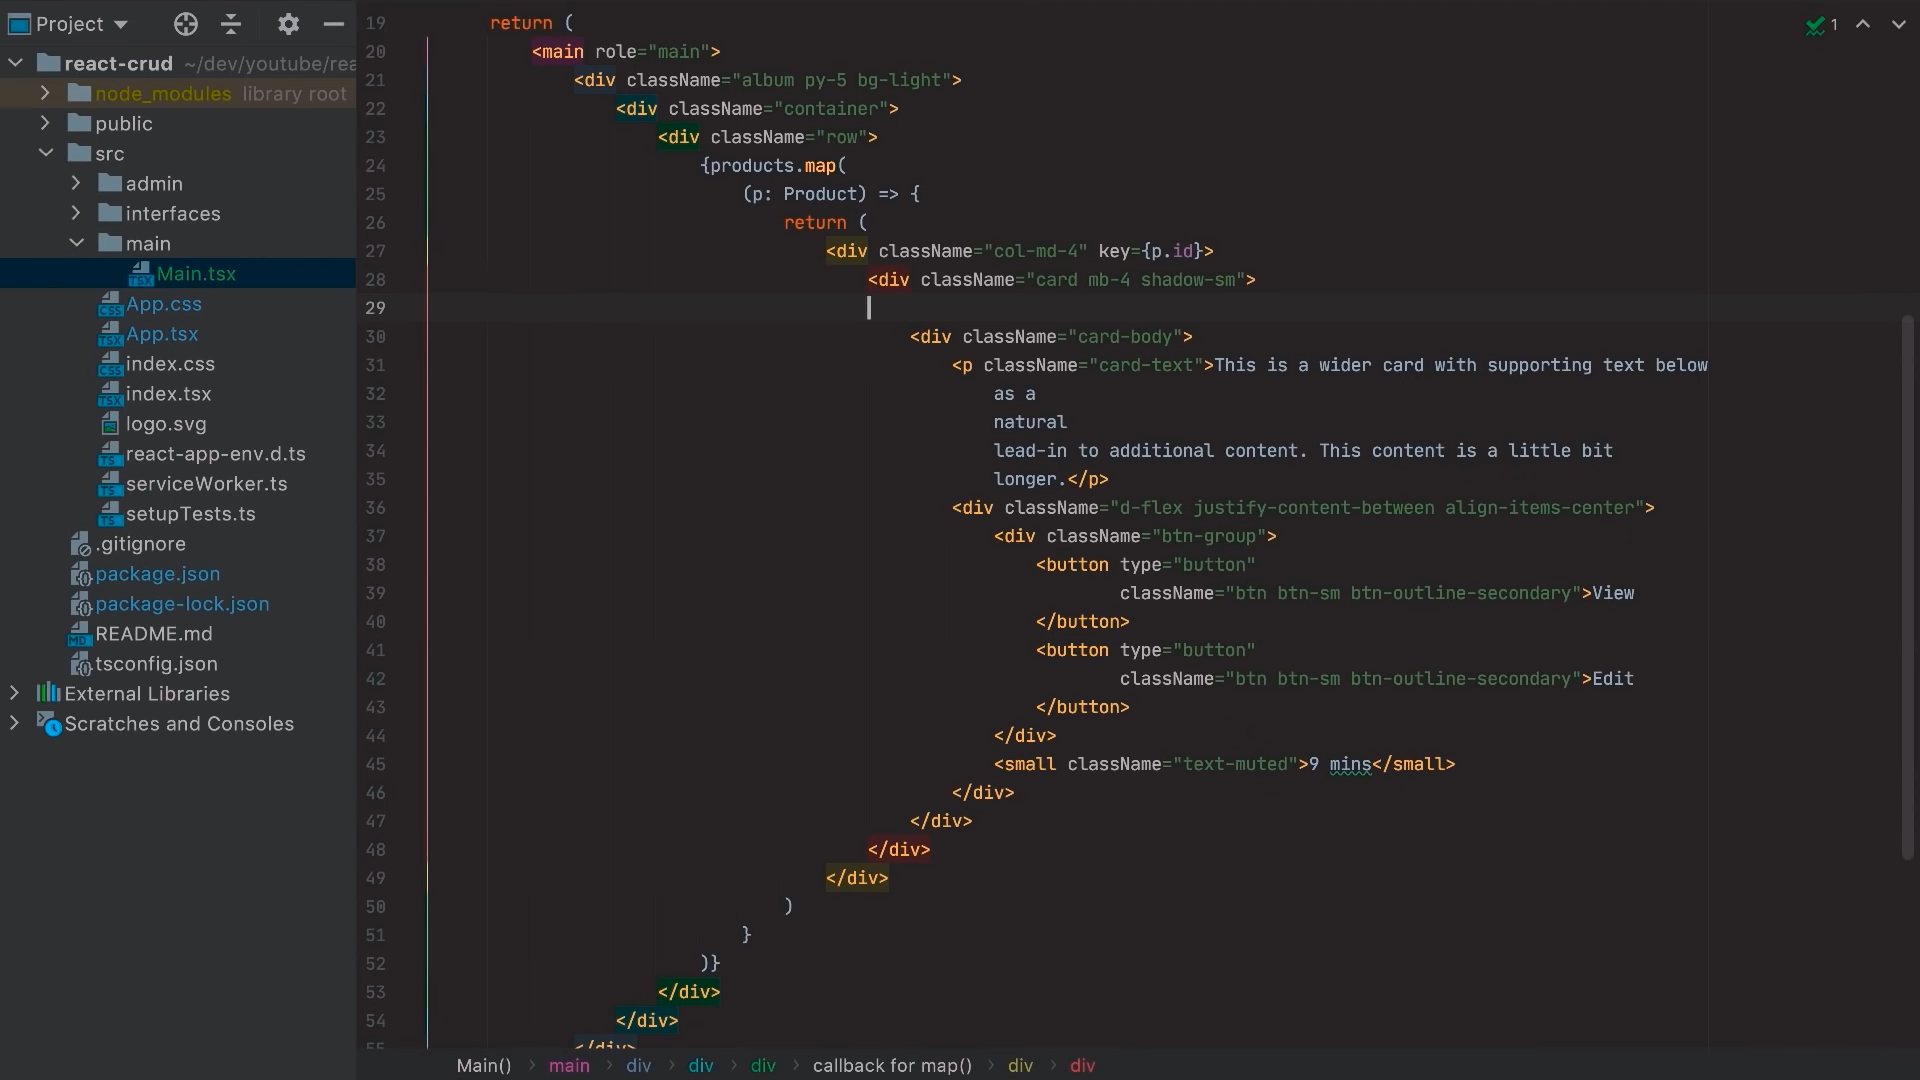 Project
react-crud ~/dev/youtube/rea
node_modules library root
public
src
admin
interfaces
main
Main.tsx
App.css
App.tsx
index.css
index.tsx
logo.svg
react-app-env.d.ts
serviceWorker.ts
setupTests.ts
.gitignore
package.json
package-lock.json
README.md
tsconfig.json
External Libraries
Scratches and Consoles
1
19 return (
20 <main role="main">
21 <div className="album py-5 bg-light">
22 <div className="container">
23 <div className="row">
24 {products.map(
25 (p: Product) => {
26 return (
27 <div className="col-md-4" key={p.id}>
28 <div className="card mb-4 shadow-sm">
29
30 <div className="card-body">
31 <p className="card-text">This is a wider card with supporting text below
32 as a
33 natural
34 lead-in to additional content. This content is a little bit
35 longer.</p>
36 <div className="d-flex justify-content-between align-items-center">
37 <div className="btn-group">
38 <button type="button"
39 className="btn btn-sm btn-outline-secondary">View
40 </button>
41 <button type="button"
42 className="btn btn-sm btn-outline-secondary">Edit
43 </button>
44 </div>
45 <small className="text-muted">9 mins</small>
46 </div>
47 </div>
48 </div>
49 </div>
50 )
51 }
52 )}
53 </div>
54 </div>
55 </div>
Main() main div div div callback for map() div div